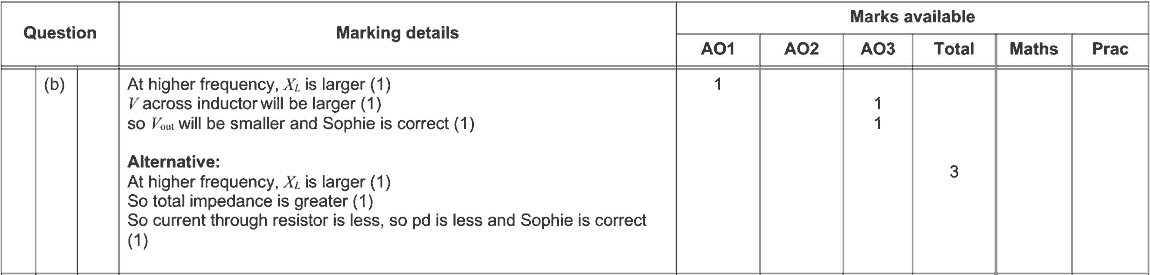 Question
Marking details
Marks available
AO1 AO2 AO3 Total Maths Prac
(b)
At higher frequency, X_L is larger (1) 1
V across inductor will be larger (1) 1
so V_out will be smaller and Sophie is correct (1) 1
Alternative:
At higher frequency, X_L is larger (1)
So total impedance is greater (1)
So current through resistor is less, so pd is less and Sophie is correct
(1)
3